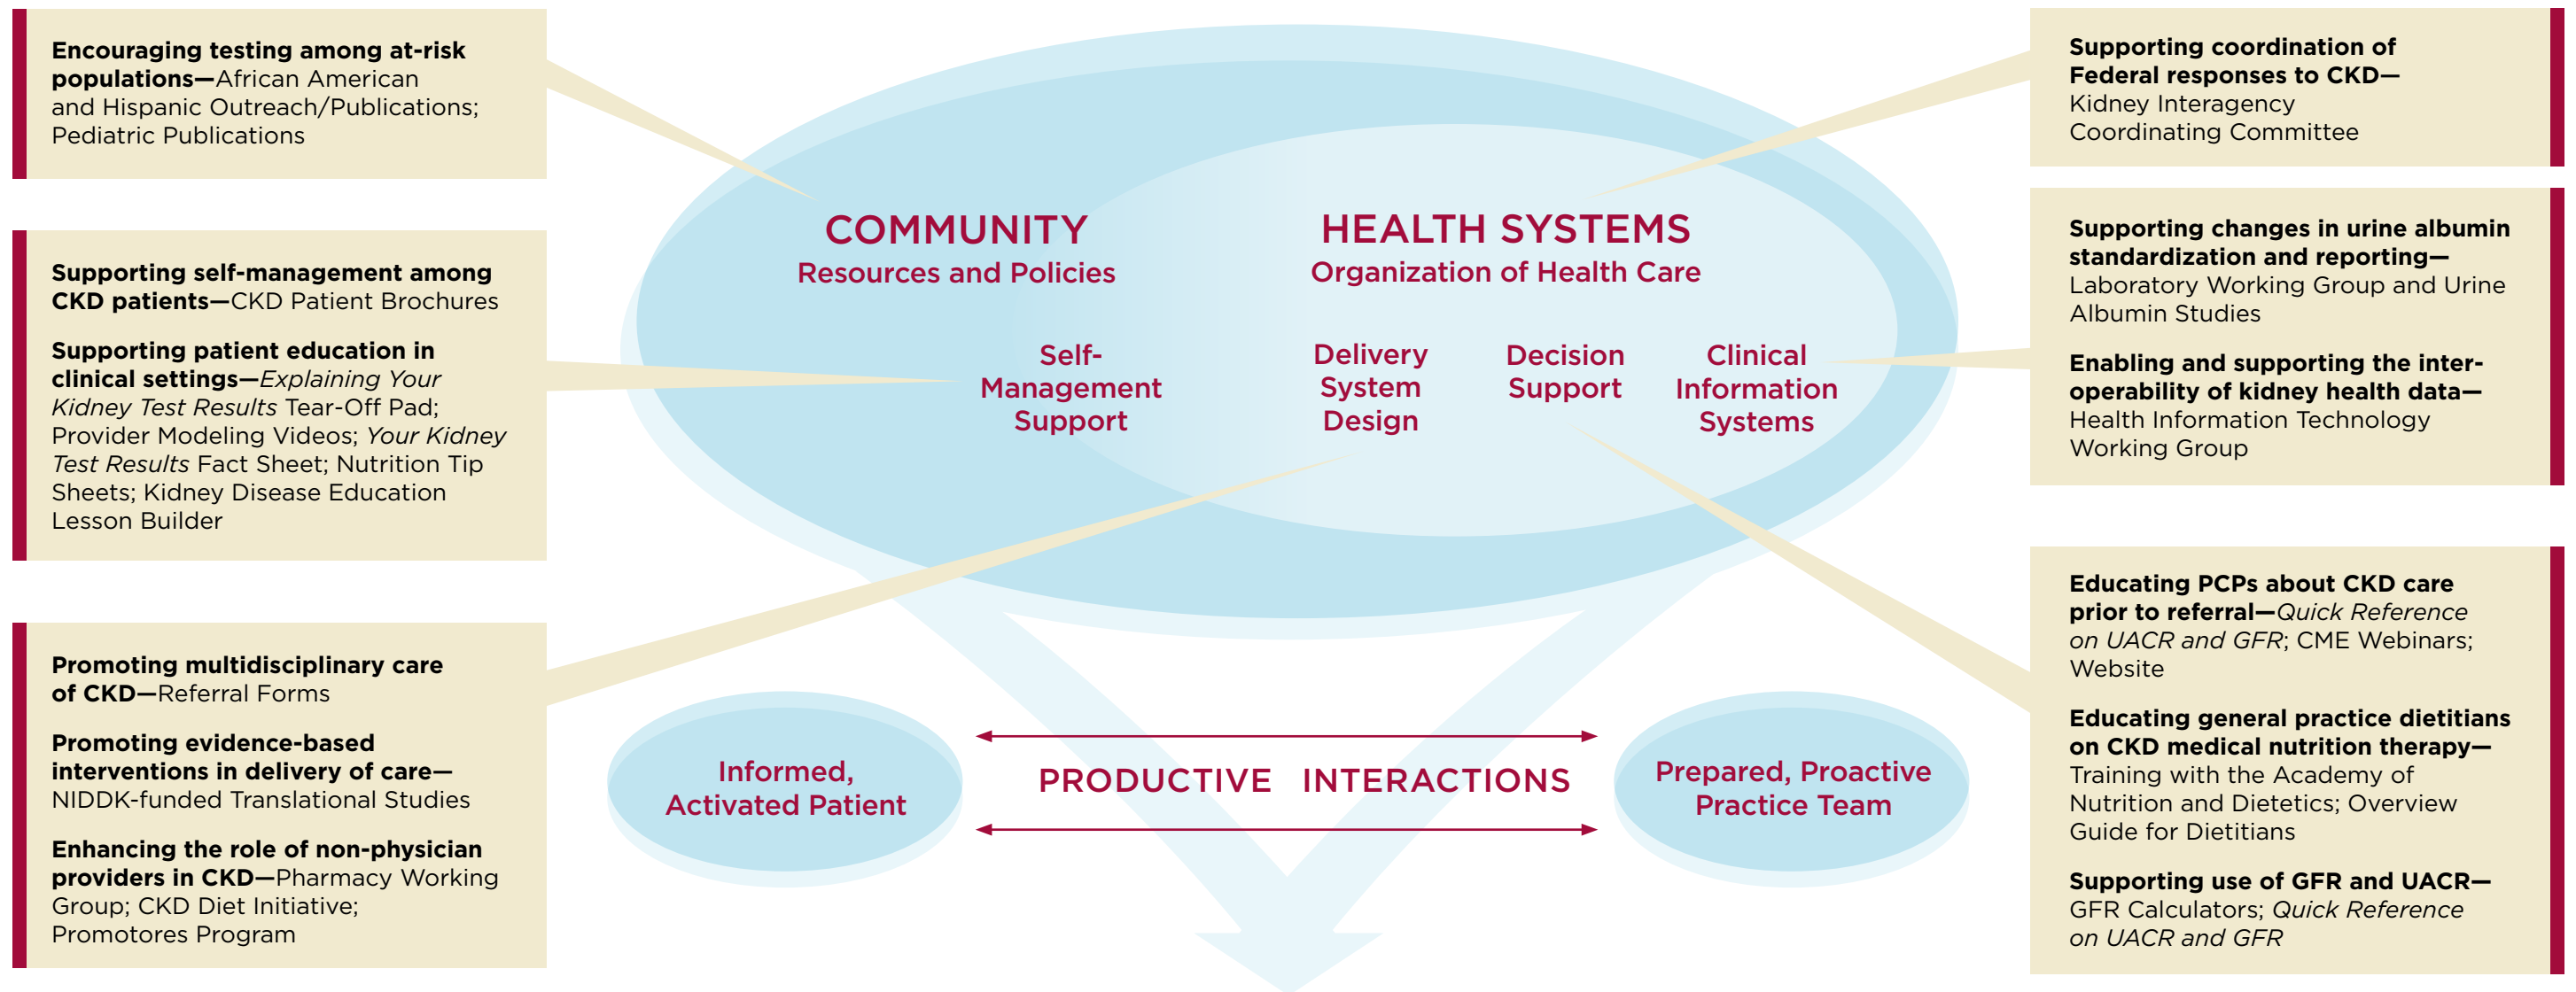 Encouraging testing among at-risk
populations—African American
and Hispanic Outreach/Publications;
Pediatric Publications
Supporting self-management among
CKD patients—CKD Patient Brochures
Supporting patient education in
clinical settings—Explaining Your
Kidney Test Results Tear-Off Pad;
Provider Modeling Videos; Your Kidney
Test Results Fact Sheet; Nutrition Tip
Sheets; Kidney Disease Education
Lesson Builder
Promoting multidisciplinary care
of CKD—Referral Forms
Promoting evidence-based
interventions in delivery of care—
NIDDK-funded Translational Studies
Enhancing the role of non-physician
providers in CKD—Pharmacy Working
Group; CKD Diet Initiative;
Promotores Program
COMMUNITY
Resources and Policies
HEALTH SYSTEMS
Organization of Health Care
Self-
Management
Support
Delivery
System
Design
Decision
Support
Clinical
Information
Systems
Informed,
Activated Patient
PRODUCTIVE INTERACTIONS
Prepared, Proactive
Practice Team
Supporting coordination of
Federal responses to CKD—
Kidney Interagency
Coordinating Committee
Supporting changes in urine albumin
standardization and reporting—
Laboratory Working Group and Urine
Albumin Studies
Enabling and supporting the inter-
operability of kidney health data—
Health Information Technology
Working Group
Educating PCPs about CKD care
prior to referral—Quick Reference
on UACR and GFR; CME Webinars;
Website
Educating general practice dietitians
on CKD medical nutrition therapy—
Training with the Academy of
Nutrition and Dietetics; Overview
Guide for Dietitians
Supporting use of GFR and UACR—
GFR Calculators; Quick Reference
on UACR and GFR